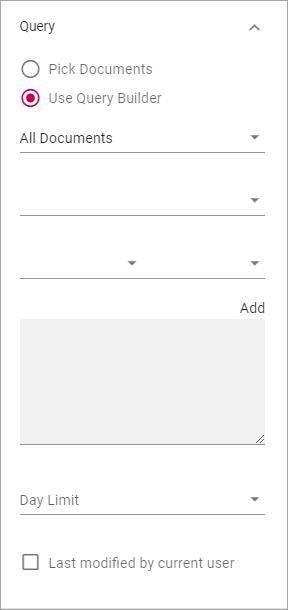 Query
Pick Documents
Use Query Builder
All Documents
Add
Day Limit
Last modified by current user